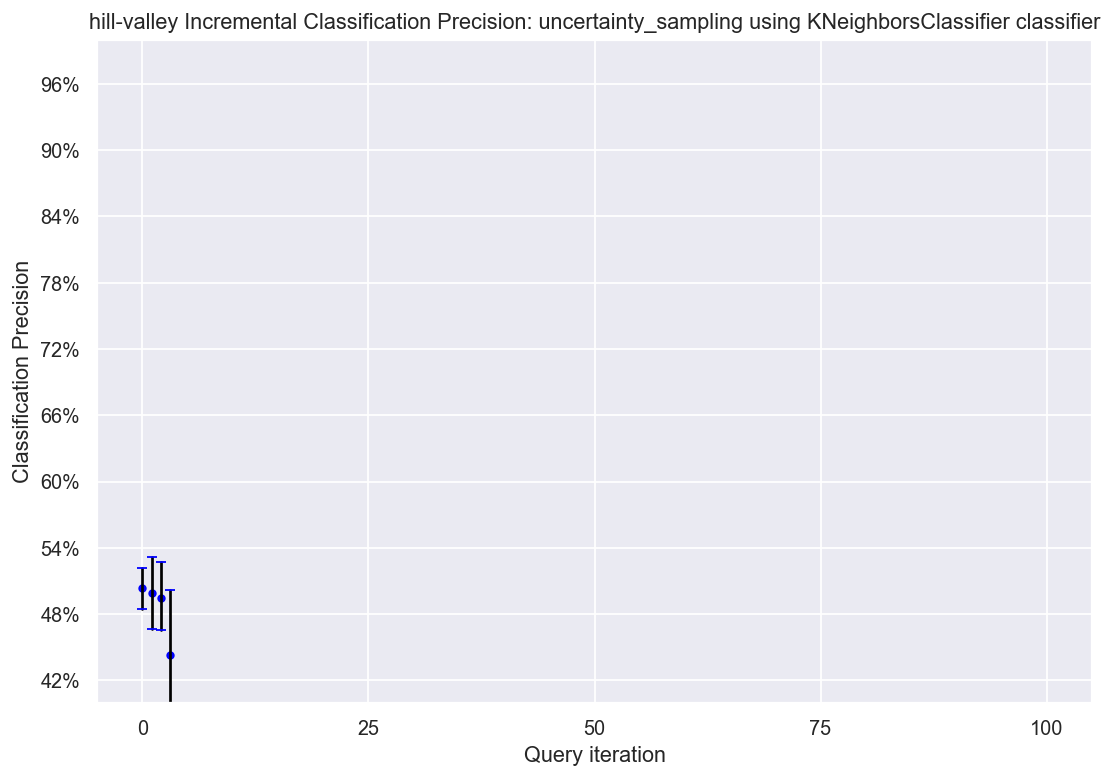 hill-valley Incremental Classification Precision: uncertainty_sampling using KNeighborsClassifier classifier
96%
90%
84%
78%
72%
66%
60%
54%
48%
42%
Classification Precision
0 25 50 75 100
Query iteration